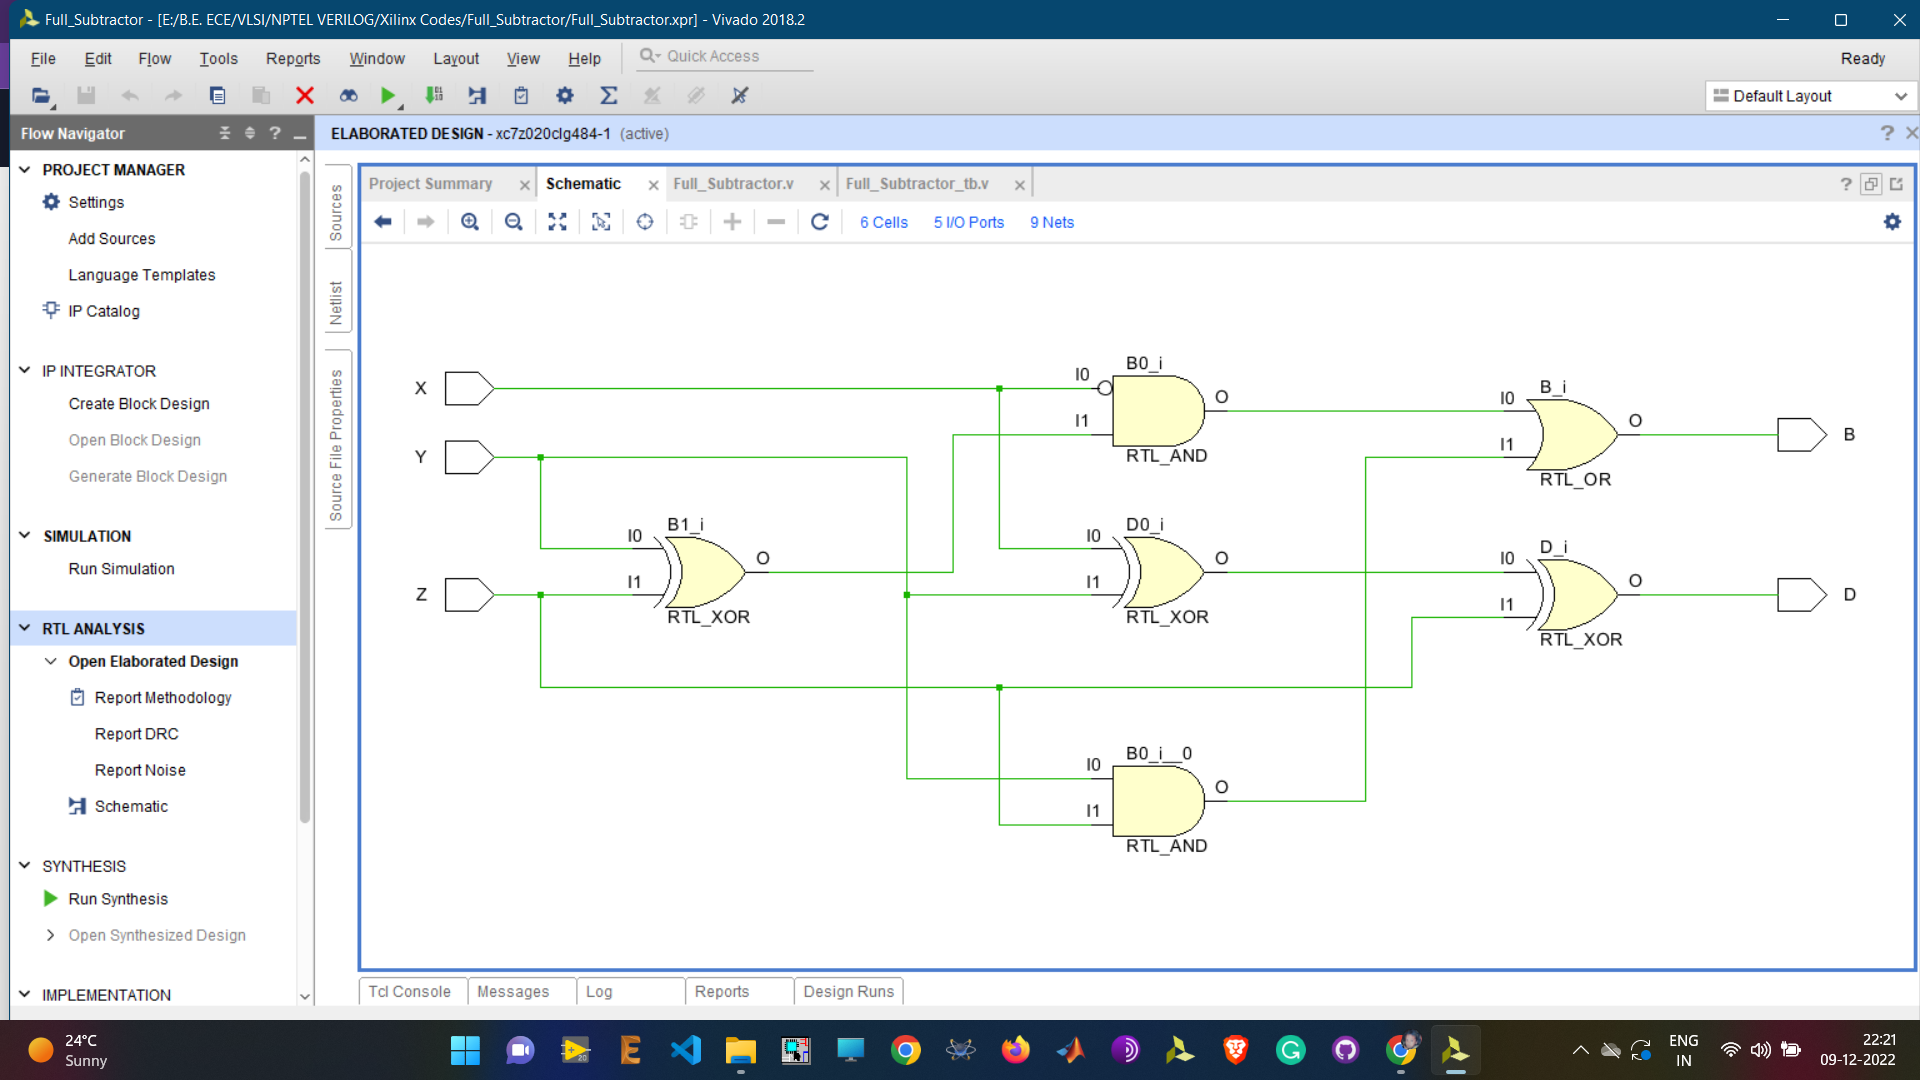 Full_Subtractor - [E:/B.E. ECE/VLSI/NPTEL VERILOG/Xilinx Codes/Full_Subtractor/Full_Subtractor.xpr] - Vivado 2018.2
File Edit Flow Tools Reports Window Layout View Help Quick Access Ready
Default Layout
Flow Navigator
ELABORATED DESIGN - xc7z020clg484-1 (active)
PROJECT MANAGER
Settings
Add Sources
Language Templates
IP Catalog
IP INTEGRATOR
Create Block Design
Open Block Design
Generate Block Design
SIMULATION
Run Simulation
RTL ANALYSIS
Open Elaborated Design
Report Methodology
Report DRC
Report Noise
Schematic
SYNTHESIS
Run Synthesis
Open Synthesized Design
IMPLEMENTATION
Sources
Netlist
Source File Properties
Project Summary Schematic Full_Subtractor.v Full_Subtractor_tb.v
6 Cells 5 I/O Ports 9 Nets
X
Y
Z
B1_i
I0
I1
O
RTL_XOR
B0_i
I0
I1
O
RTL_AND
D0_i
I0
I1
O
RTL_XOR
B0_i__0
I0
I1
O
RTL_AND
B_i
I0
I1
O
RTL_OR
B
D_i
I0
I1
O
RTL_XOR
D
Tcl Console Messages Log Reports Design Runs
24°C
Sunny
20
ENG
IN
22:21
09-12-2022